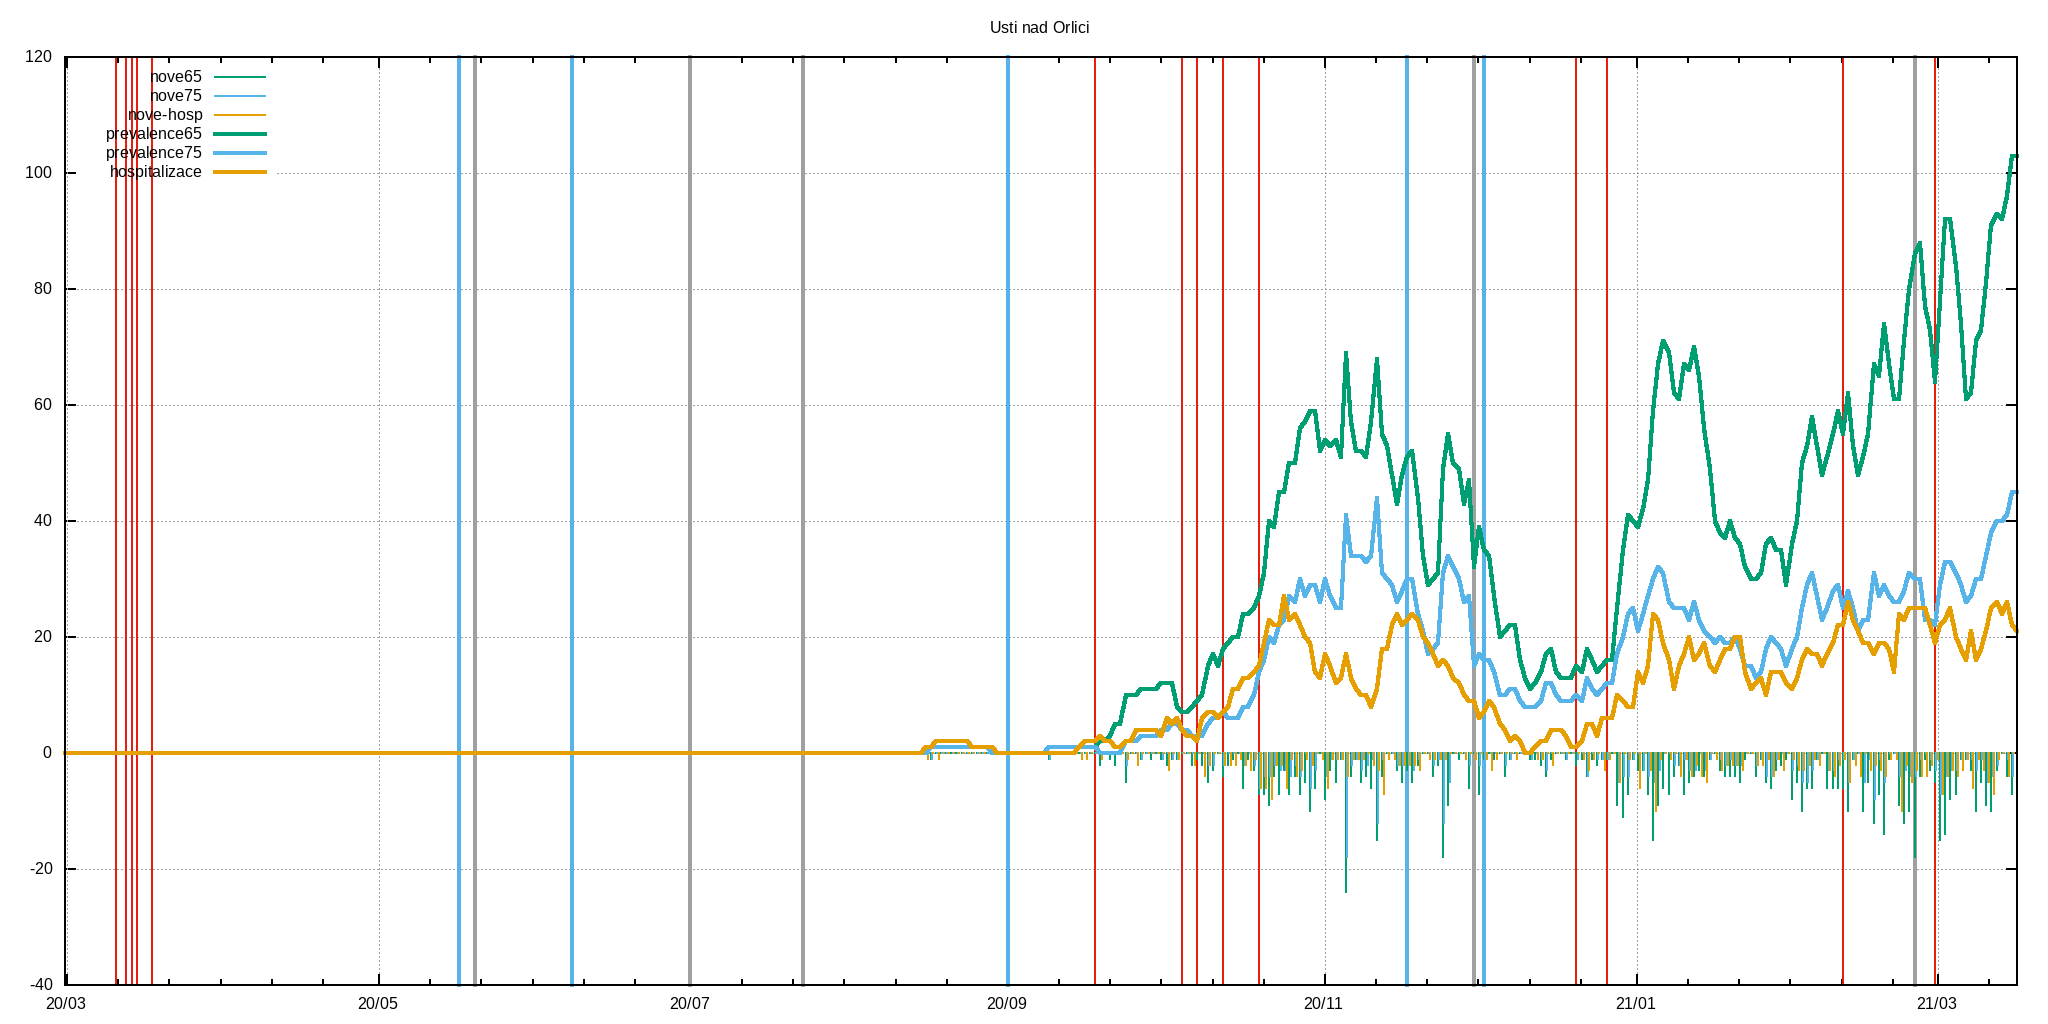 Usti nad Orlici
120
100
80
60
40
20
0
-20
-40
nove65
nove75
nove-hosp
prevalence65
prevalence75
hospitalizace
20/03 20/05 20/07 20/09 20/11 21/01 21/03